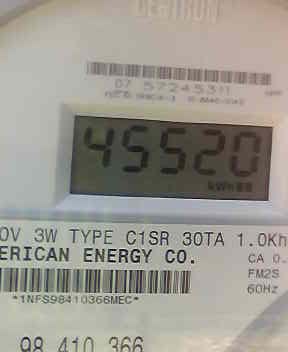 CENTRON
07 57245311
45520
kWh
0V 3W TYPE C1SR 30TA 1.0Kh
ERICAN ENERGY CO. CA 0.
FM2S
*1NFS98410366MEC* 60Hz
98 410 366